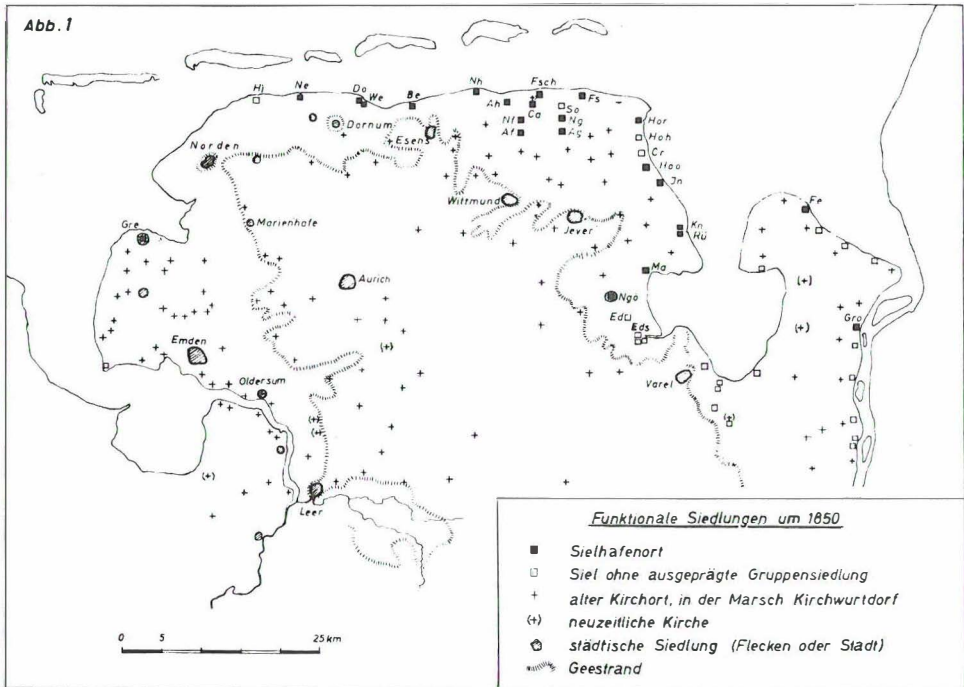 Abb.1
Hi
Ne
Do
We
Be
Nh
Fsch
Fs
Ah
Ca
So
Nf
Af
Ng
Ag
Hor
Hoh
Cr
Hoo
Jn
Dornum
Esens
Norden
Wittmund
Jever
Fe
Kn
Rü
Gre
Marienhafe
Aurich
Ma
Ngö
Ed
Eds
Gro
Emden
Varel
Oldersum
Leer
Funktionale Siedlungen um 1850
Sielhafenort
Siel ohne ausgeprägte Gruppensiedlung
alter Kirchort, in der Marsch Kirchwurtdorf
neuzeitliche Kirche
städtische Siedlung (Flecken oder Stadt)
Geestrand
0 5 25 km